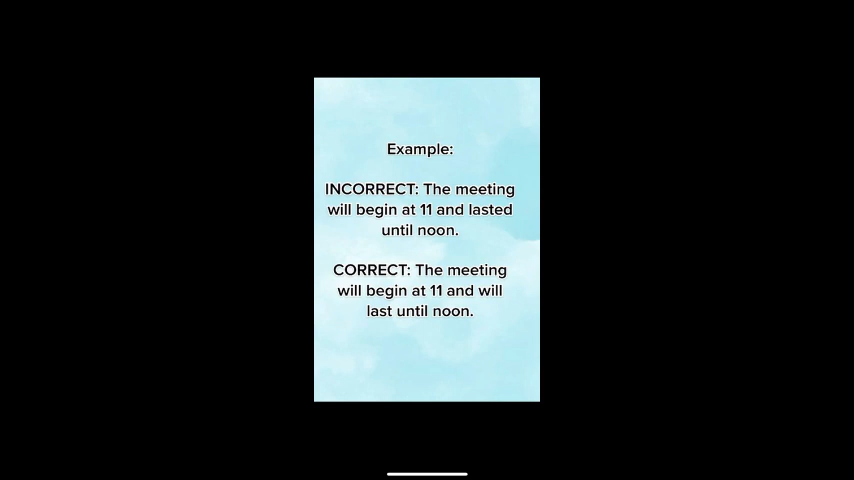 Example:
INCORRECT: The meeting
will begin at 11 and lasted
until noon.
CORRECT: The meeting
will begin at 11 and will
last until noon.